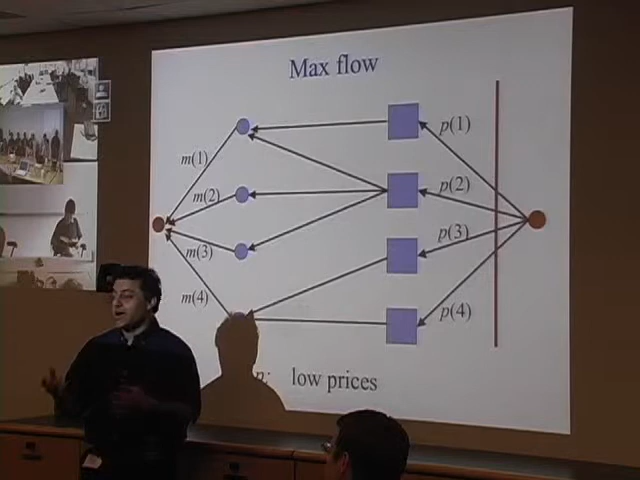 Max flow
p(1)
m(1)
p(2)
m(2)
p(3)
m(3)
p(4)
m(4)
p: low prices